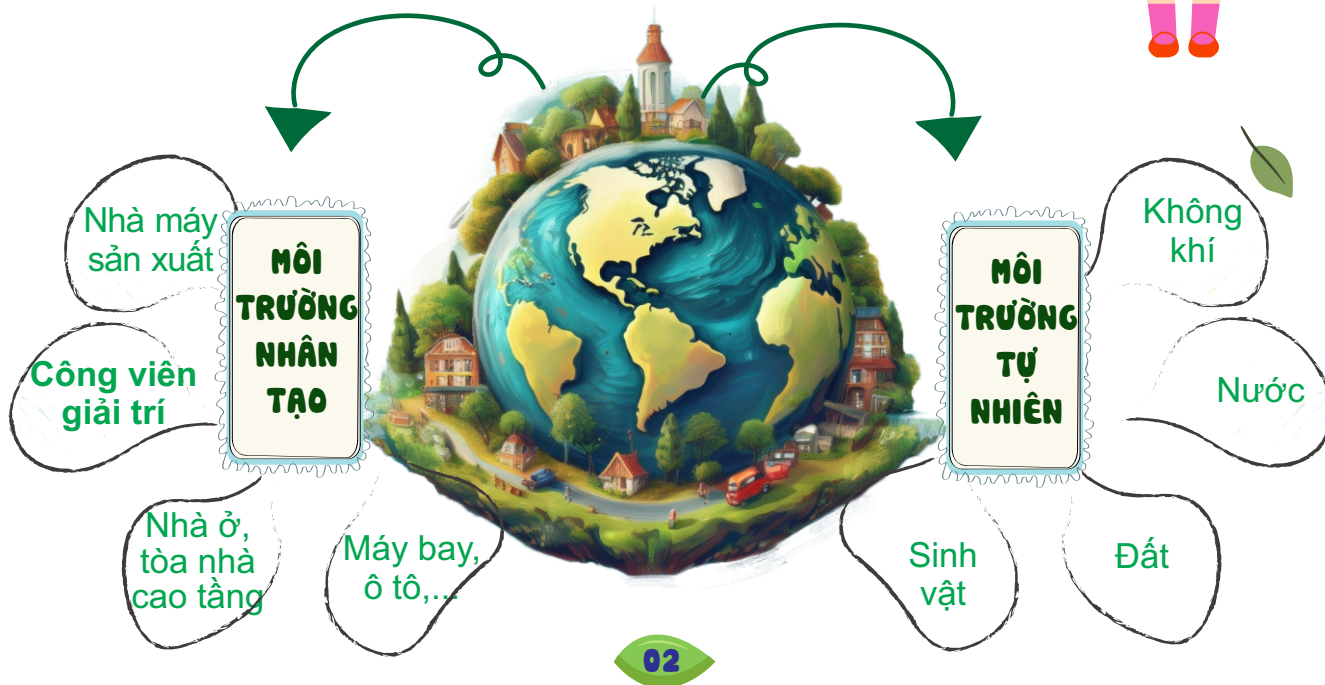 Nhà máy
sản xuất
Công viên
giải trí
Nhà ở,
tòa nhà
cao tầng
Máy bay,
ô tô,...
MÔI
TRƯỜNG
NHÂN
TẠO
MÔI
TRƯỜNG
TỰ
NHIÊN
Không
khí
Nước
Đất
Sinh
vật
02